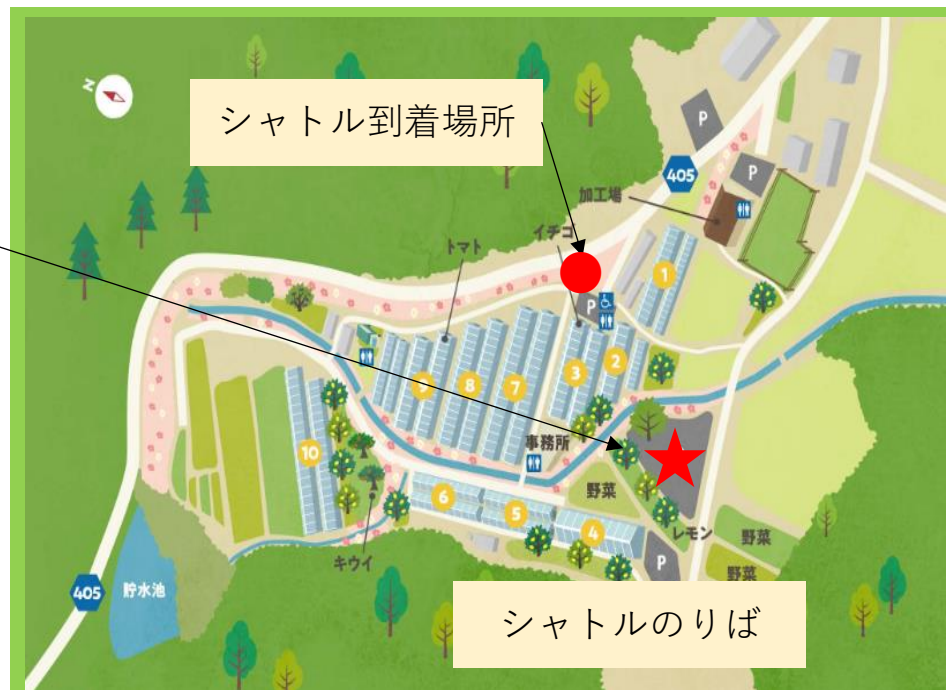 N
シャトル到着場所
P
405
P
加工場
イチゴ
トマト
1
P
9
8
7
3
2
10
事務所
野菜
6
5
4
レモン
野菜
キウイ
P
野菜
405
貯水池
シャトルのりば